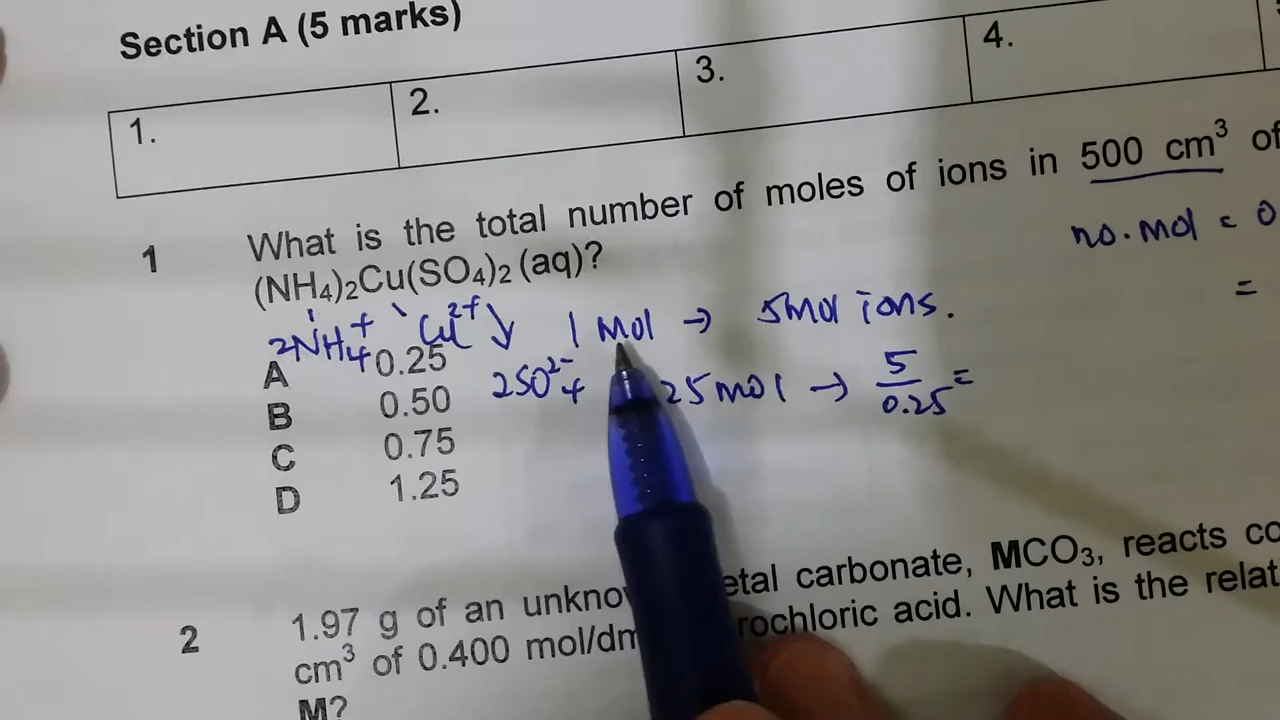 Section A (5 marks)
1. 2. 3. 4.
1 What is the total number of moles of ions in 500 cm³ of
(NH₄)₂Cu(SO₄)₂ (aq)?
no. mol = 0
=
2NH₄⁺ Cu²⁺ 1 mol → 5mol ions.
2SO₄²⁻ 25 mol → 5/0.25 =
A 0.25
B 0.50
C 0.75
D 1.25
2 1.97 g of an unkno etal carbonate, MCO₃, reacts co
cm³ of 0.400 mol/dm rochloric acid. What is the relat
M?